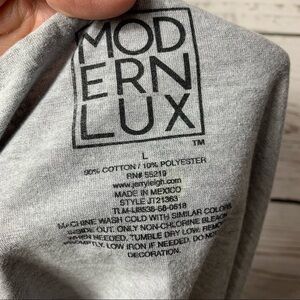 MOD
ERN
LUX
TM
L
90% COTTON / 10% POLYESTER
RN# 55219
www.jerryleigh.com
MADE IN MEXICO
STYLE JT21363
MACHINE WASH COLD WITH SIMILAR COLORS
INSIDE OUT. ONLY NON-CHLORINE BLEACH
WHEN NEEDED. TUMBLE DRY LOW. REMOVE
PROMPTLY. LOW IRON IF NEEDED. DO NOT
DECORATION.